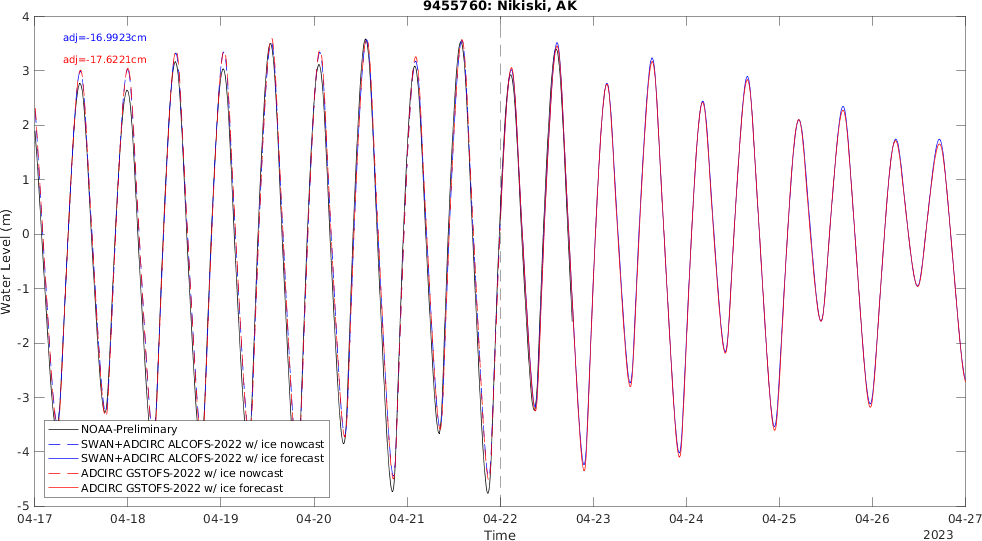 9455760: Nikiski, AK
adj=-16.9923cm
adj=-17.6221cm
4
3
2
1
0
-1
-2
-3
-4
-5
Water Level (m)
NOAA-Preliminary
SWAN+ADCIRC ALCOFS-2022 w/ ice nowcast
SWAN+ADCIRC ALCOFS-2022 w/ ice forecast
ADCIRC GSTOFS-2022 w/ ice nowcast
ADCIRC GSTOFS-2022 w/ ice forecast
04-17 04-18 04-19 04-20 04-21 04-22 04-23 04-24 04-25 04-26 04-27
Time
2023